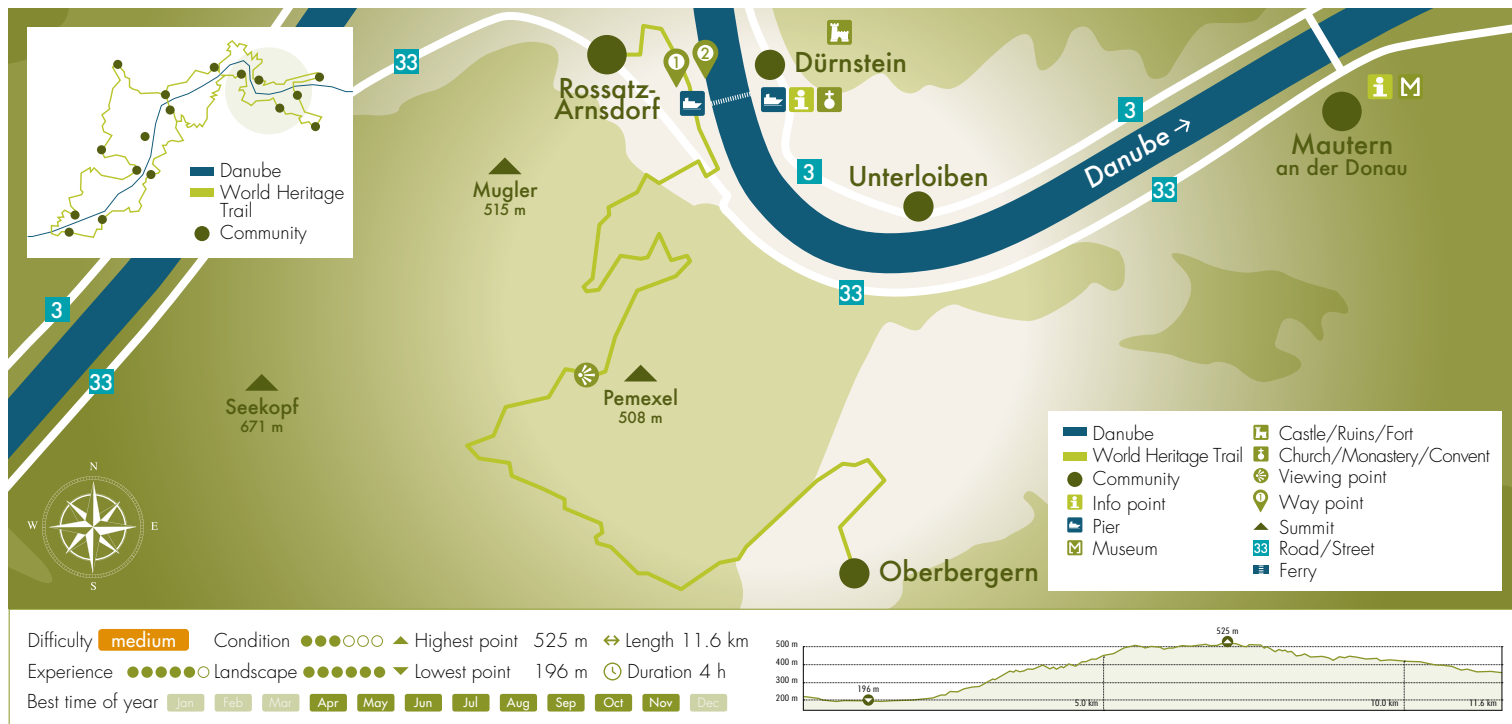 Danube
World Heritage
Trail
Community
33
Rossatz-
Arnsdorf
1
2
Dürnstein
Mugler
515 m
3
Unterloiben
3
Danube →
33
Mautern
an der Donau
33
3
33
Seekopf
671 m
Pemexel
508 m
Oberbergern
N
W
E
S
Danube
World Heritage Trail
Community
Info point
Pier
Museum
Castle/Ruins/Fort
Church/Monastery/Convent
Viewing point
1 Way point
Summit
33 Road/Street
Ferry
Difficulty medium Condition Highest point 525 m Length 11.6 km
Experience Landscape Lowest point 196 m Duration 4 h
Best time of year Jan Feb Mar Apr May Jun Jul Aug Sep Oct Nov Dec
525 m
500 m
400 m
300 m
200 m
196 m
5.0 km
10.0 km
11.6 km